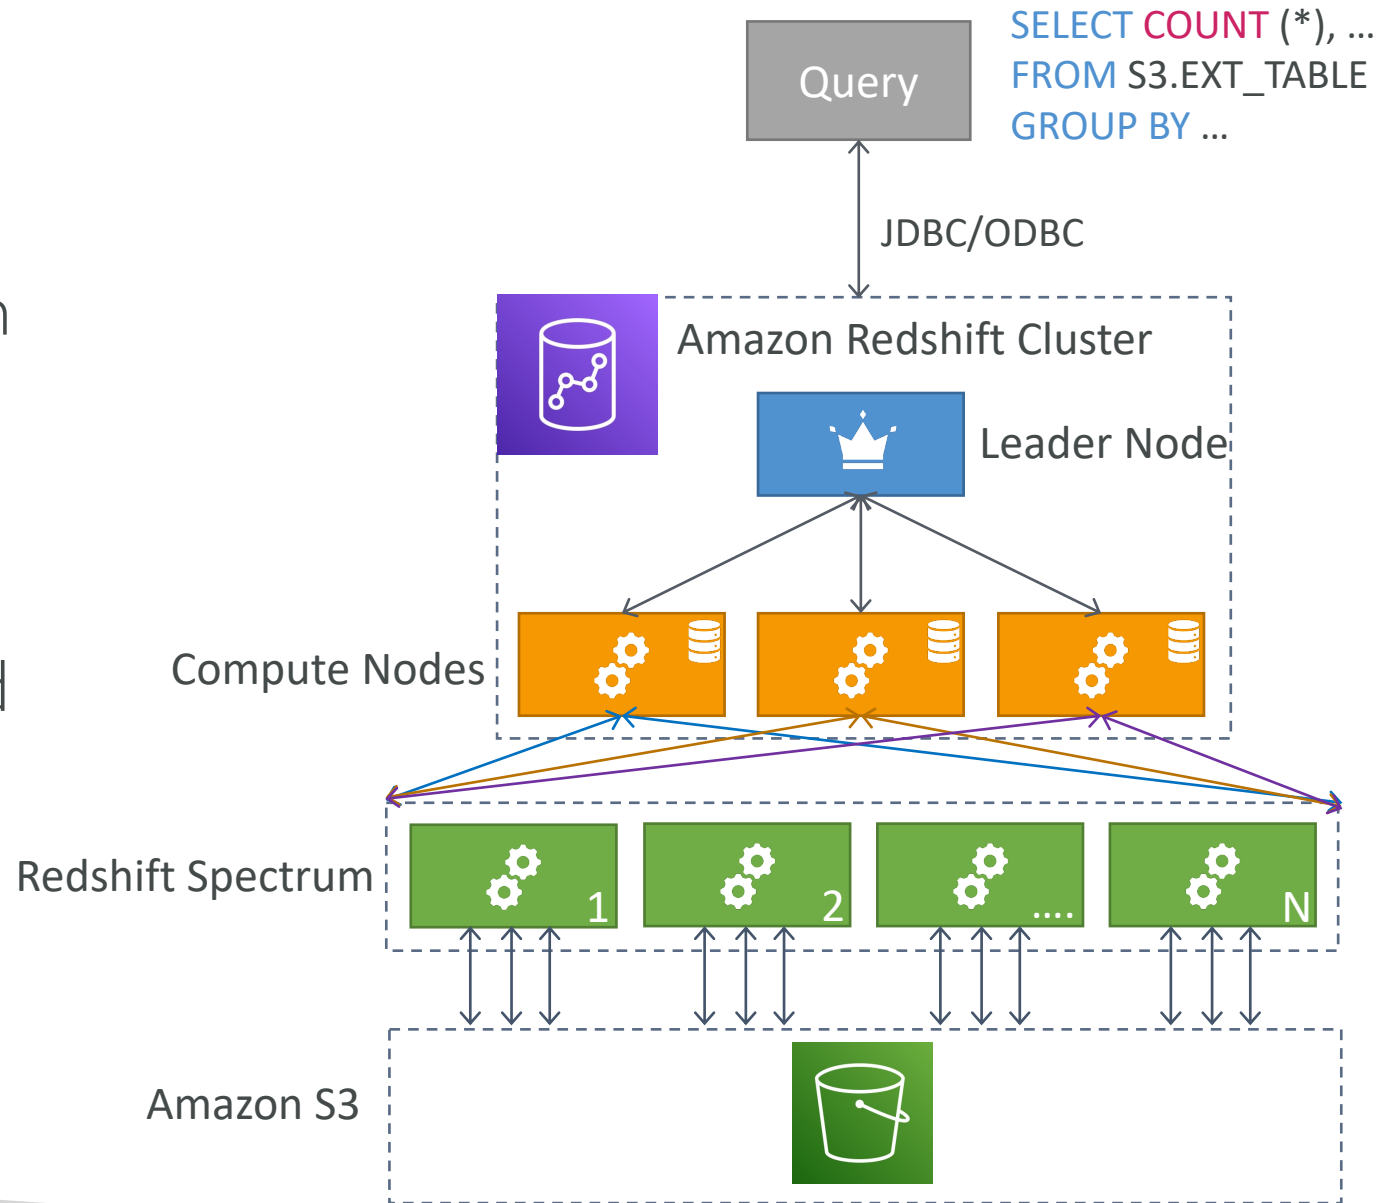 SELECT COUNT (*), …
FROM S3.EXT_TABLE
GROUP BY …
Query
JDBC/ODBC
Amazon Redshift Cluster
Leader Node
Compute Nodes
Redshift Spectrum
1
2
....
N
Amazon S3